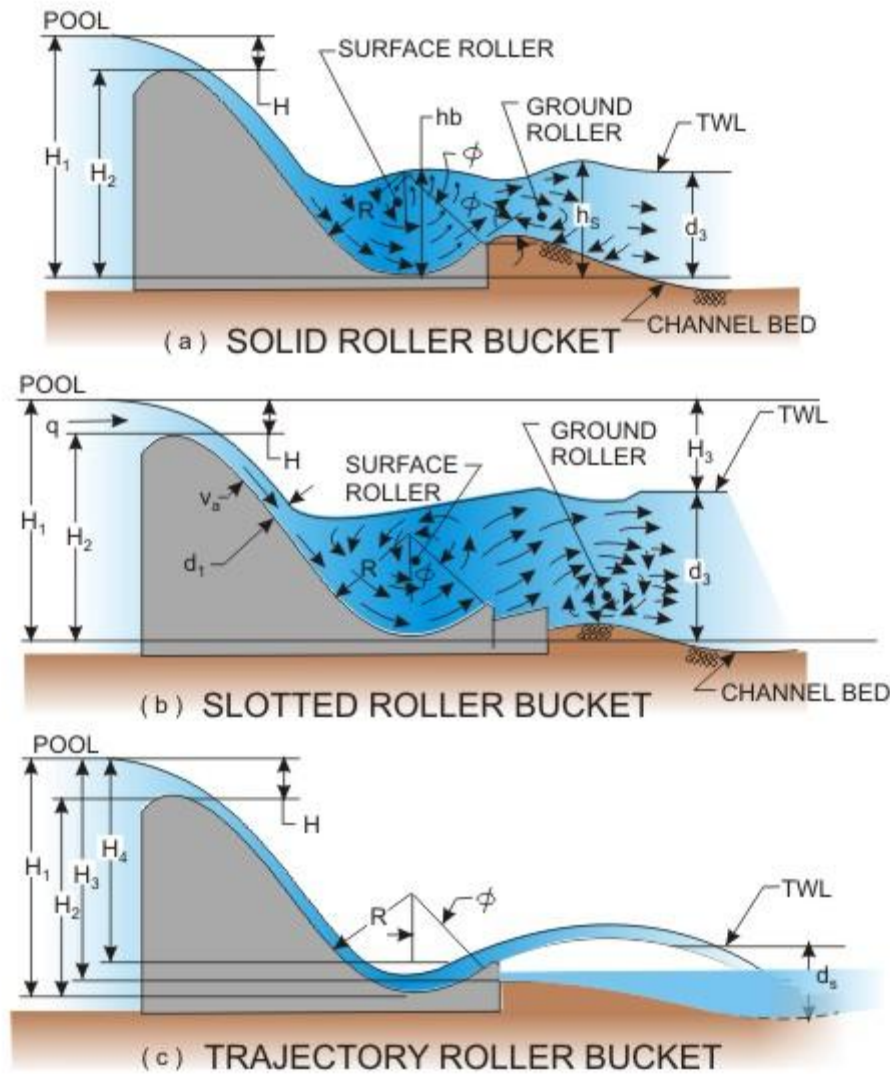 POOL
SURFACE ROLLER
H
hb
GROUND
ROLLER
TWL
H₁
H₂
R
ϕ
ϕ
hₛ
d₃
CHANNEL BED
( a ) SOLID ROLLER BUCKET
POOL
q
H
TWL
H₃
GROUND
ROLLER
SURFACE
ROLLER
vₐ
H₁
H₂
d₁
R
ϕ
d₃
CHANNEL BED
( b ) SLOTTED ROLLER BUCKET
POOL
H
H₄
H₁
H₃
H₂
R
ϕ
TWL
dₛ
( c ) TRAJECTORY ROLLER BUCKET